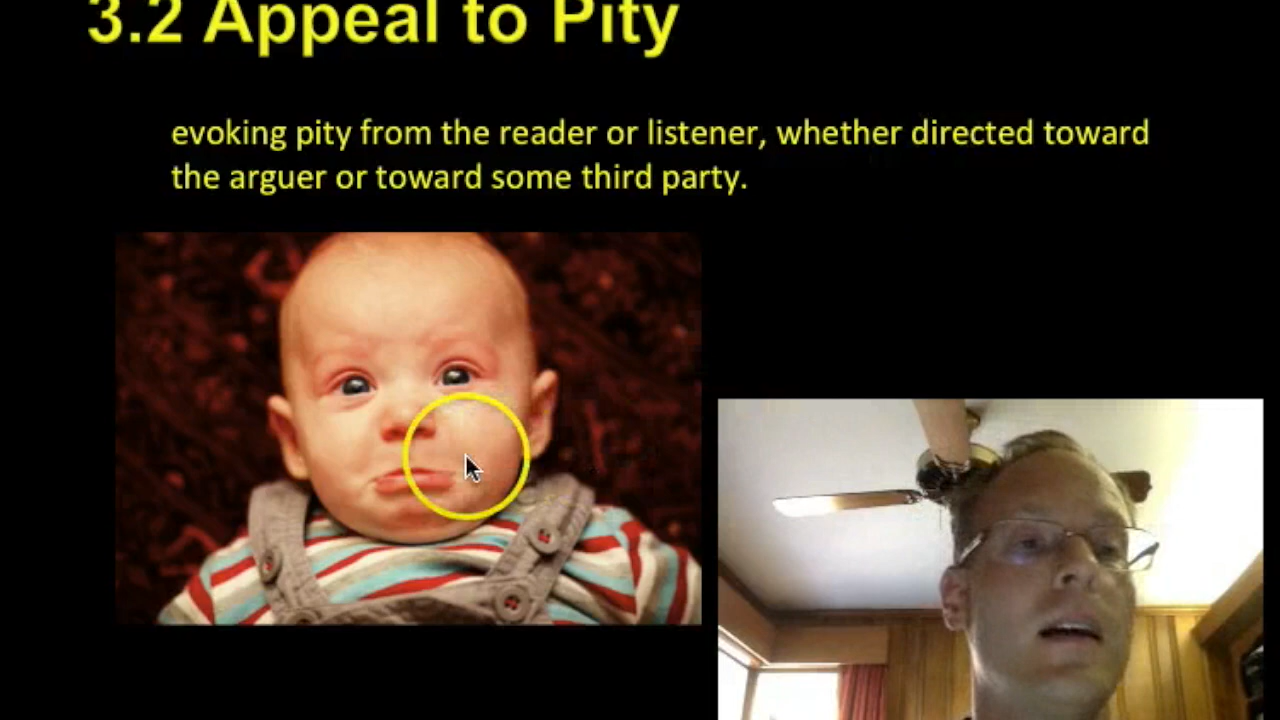 3.2 Appeal to Pity
evoking pity from the reader or listener, whether directed toward
the arguer or toward some third party.